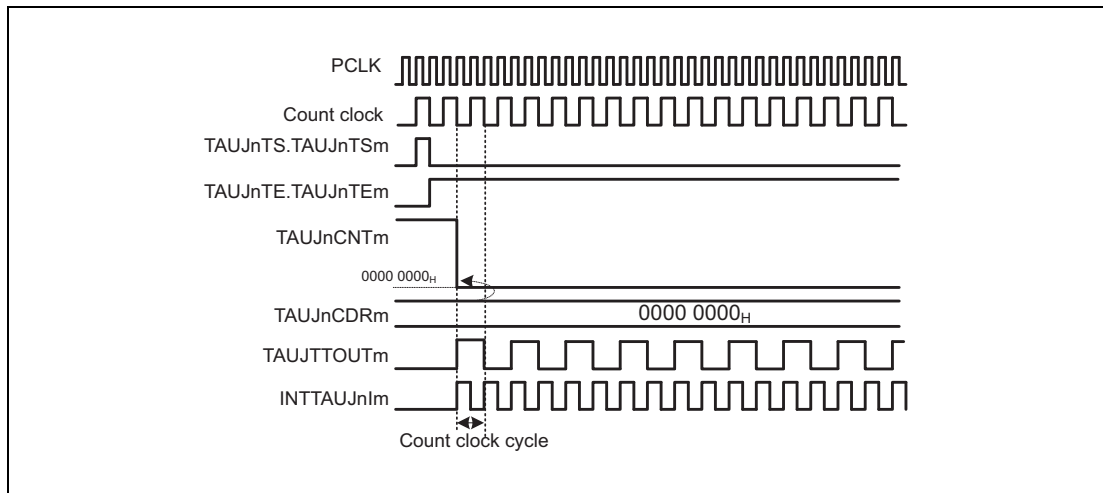 PCLK
Count clock
TAUJnTS.TAUJnTSm
TAUJnTE.TAUJnTEm
TAUJnCNTm
0000 0000H
TAUJnCDRm
0000 0000H
TAUJTTOUTm
INTTAUJnIm
Count clock cycle